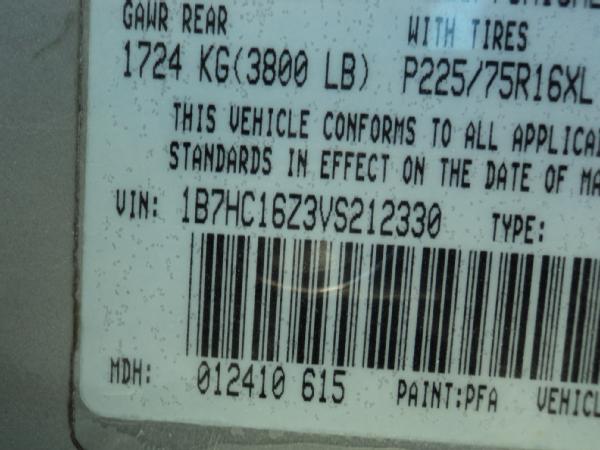 GAWR REAR WITH TIRES
1724 KG(3800 LB) P225/75R16XL
THIS VEHICLE CONFORMS TO ALL APPLICA
STANDARDS IN EFFECT ON THE DATE OF MA
VIN: 1B7HC16Z3VS212330 TYPE:
MDH: 012410 615 PAINT:PFA VEHICL